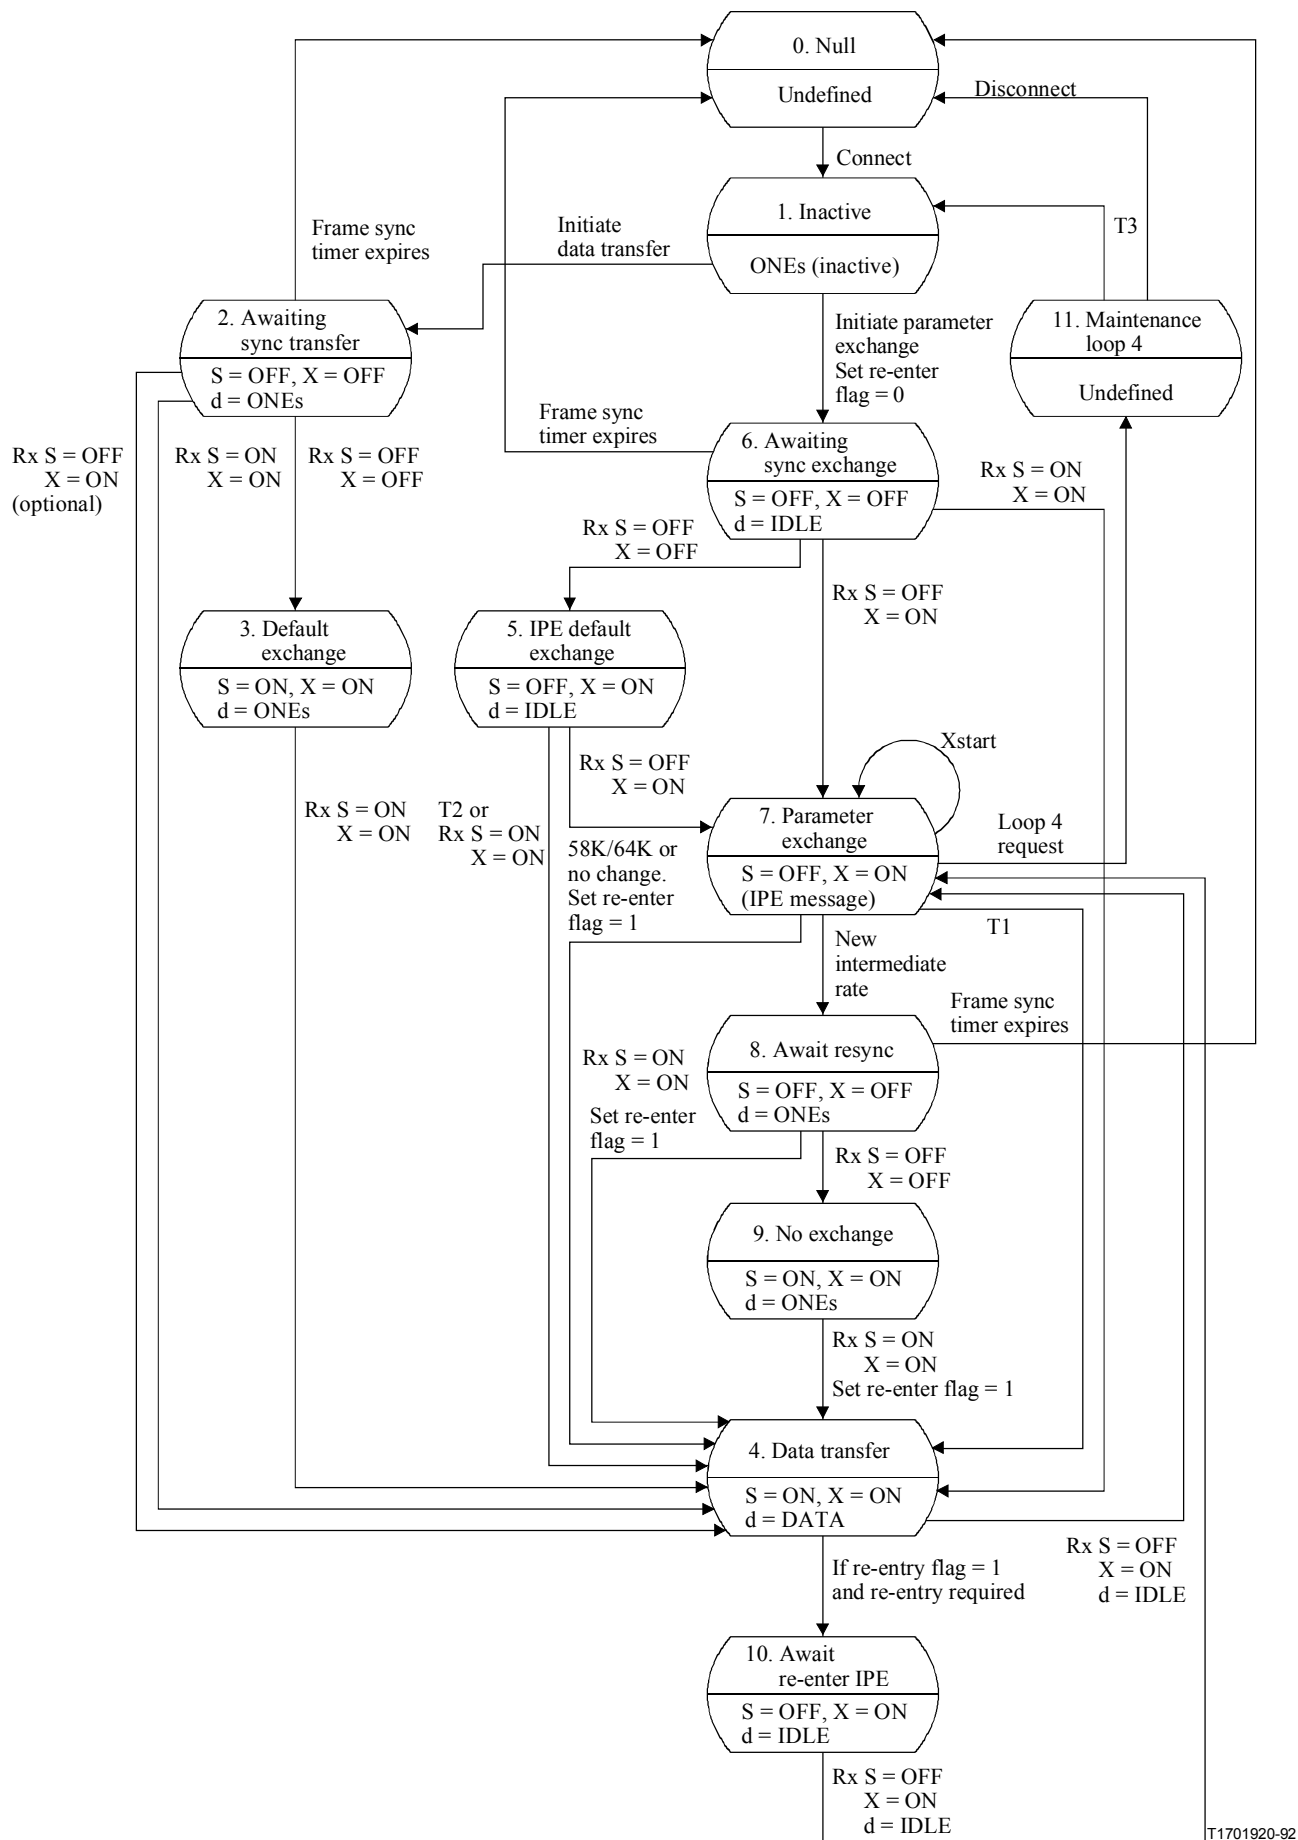 0. Null
Undefined
Disconnect
Connect
1. Inactive
ONEs (inactive)
T3
Frame sync
timer expires
Initiate
data transfer
2. Awaiting
sync transfer
S = OFF, X = OFF
d = ONEs
Initiate parameter
exchange
Set re-enter
flag = 0
11. Maintenance
loop 4
Undefined
Frame sync
timer expires
6. Awaiting
sync exchange
S = OFF, X = OFF
d = IDLE
Rx S = OFF
X = ON
(optional)
Rx S = ON
X = ON
Rx S = OFF
X = OFF
Rx S = ON
X = ON
Rx S = OFF
X = OFF
Rx S = OFF
X = ON
3. Default
exchange
S = ON, X = ON
d = ONEs
5. IPE default
exchange
S = OFF, X = ON
d = IDLE
Rx S = OFF
X = ON
Xstart
Rx S = ON
X = ON
T2 or
Rx S = ON
X = ON
7. Parameter
exchange
S = OFF, X = ON
(IPE message)
Loop 4
request
58K/64K or
no change.
Set re-enter
flag = 1
T1
New
intermediate
rate
Frame sync
timer expires
8. Await resync
S = OFF, X = OFF
d = ONEs
Rx S = ON
X = ON
Set re-enter
flag = 1
Rx S = OFF
X = OFF
9. No exchange
S = ON, X = ON
d = ONEs
Rx S = ON
X = ON
Set re-enter flag = 1
4. Data transfer
S = ON, X = ON
d = DATA
Rx S = OFF
X = ON
d = IDLE
If re-entry flag = 1
and re-entry required
10. Await
re-enter IPE
S = OFF, X = ON
d = IDLE
Rx S = OFF
X = ON
d = IDLE
T1701920-92